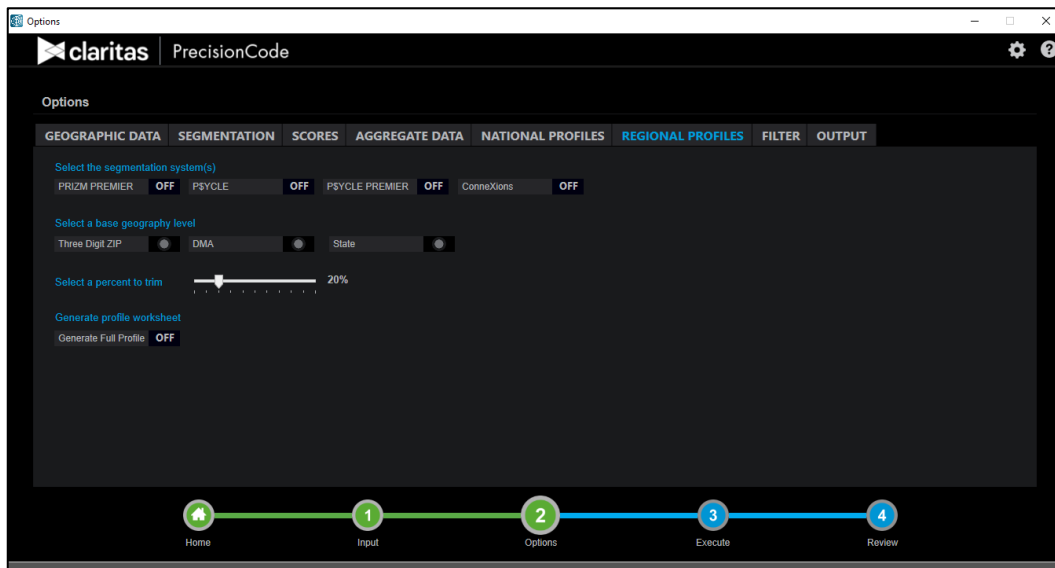 Options
claritas PrecisionCode
Options
GEOGRAPHIC DATA SEGMENTATION SCORES AGGREGATE DATA NATIONAL PROFILES REGIONAL PROFILES FILTER OUTPUT
Select the segmentation system(s)
PRIZM PREMIER OFF P$YCLE OFF P$YCLE PREMIER OFF ConneXions OFF
Select a base geography level
Three Digit ZIP DMA State
Select a percent to trim 20%
Generate profile worksheet
Generate Full Profile OFF
1 2 3 4
Home Input Options Execute Review